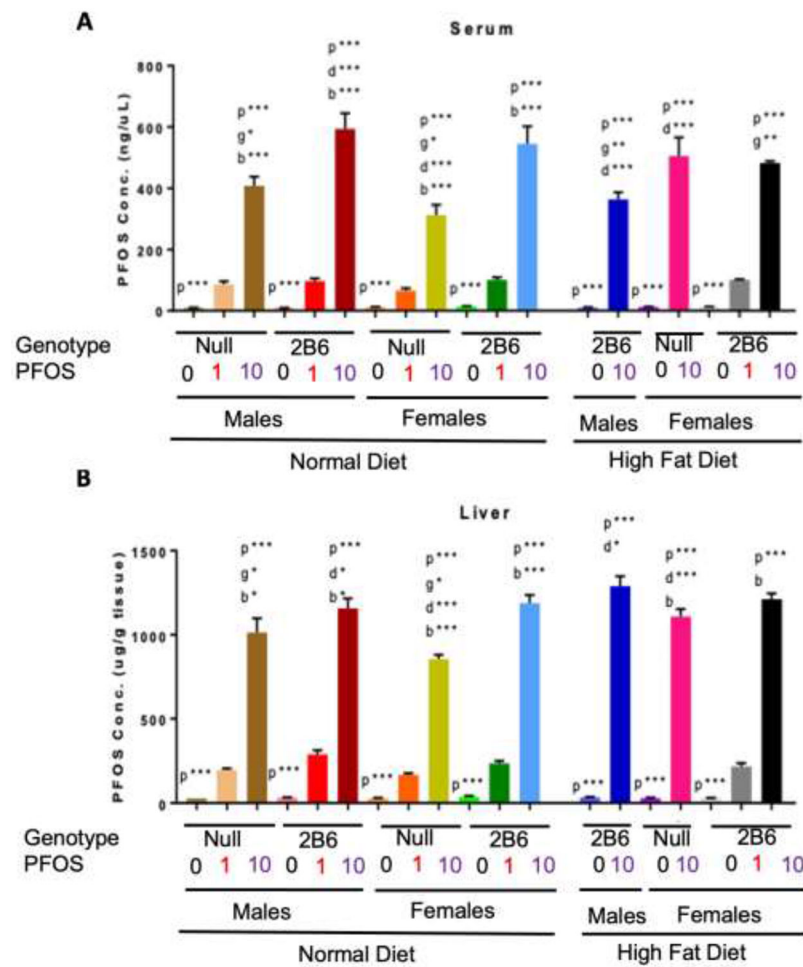 A
Serum
PFOS Conc. (ng/uL)
800
600
400
200
0
p***
p***
g*
b***
p***
p***
d***
b***
p***
p***
g*
d***
b***
p***
p***
b***
p***
p***
g**
d***
p***
p***
d***
p***
p***
g**
Genotype Null 2B6 Null 2B6 2B6 Null 2B6
PFOS 0 1 10 0 1 10 0 1 10 0 1 10 0 10 0 10 0 1 10
Males Females Males Females
Normal Diet High Fat Diet
B
Liver
PFOS Conc. (ug/g tissue)
1500
1000
500
0
p***
p***
g*
b*
p***
p***
d*
b*
p***
p***
g*
d***
b***
p***
p***
b***
p***
p***
d*
p***
p***
d***
b
p***
p***
b
Genotype Null 2B6 Null 2B6 2B6 Null 2B6
PFOS 0 1 10 0 1 10 0 1 10 0 1 10 0 10 0 10 0 1 10
Males Females Males Females
Normal Diet High Fat Diet